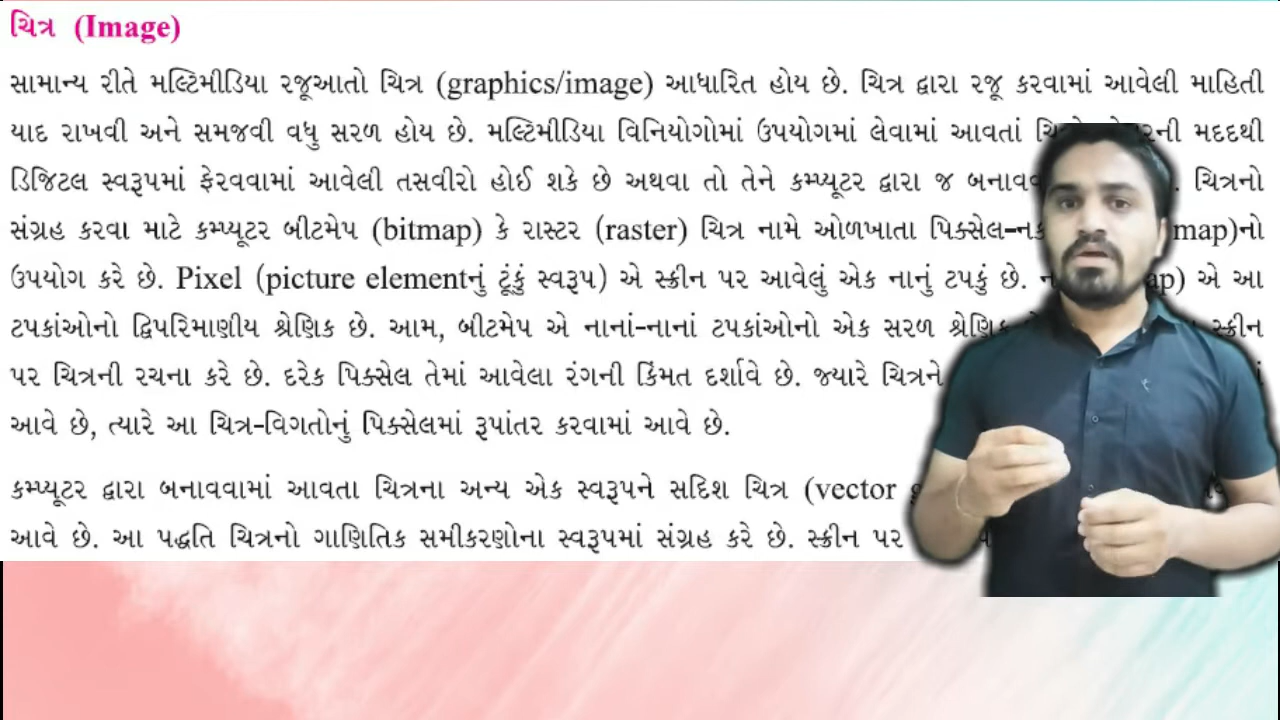 ચિત્ર (Image)
સામાન્ય રીતે મલ્ટિમીડિયા રજૂઆતો ચિત્ર (graphics/image) આધારિત હોય છે. ચિત્ર દ્વારા રજૂ કરવામાં આવેલી માહિતી
યાદ રાખવી અને સમજવી વધુ સરળ હોય છે. મલ્ટિમીડિયા વિનિયોગોમાં ઉપયોગમાં લેવામાં આવતાં મદદથી
ડિજિટલ સ્વરૂપમાં ફેરવવામાં આવેલી તસવીરો હોઈ શકે છે અથવા તો તેને કમ્પ્યૂટર દ્વારા જ ચિત્રનો
સંગ્રહ કરવા માટે કમ્પ્યૂટર બીટમેપ (bitmap) કે રાસ્ટર (raster) ચિત્ર નામે ઓળખાતા પિક્સેલ- map)નો
ઉપયોગ કરે છે. Pixel (picture elementનું ટૂંકું સ્વરૂપ) એ સ્ક્રીન પર આવેલું એક નાનું ટપકું છે. એ આ
ટપકાંઓનો દ્વિપરિમાણીય શ્રેણિક છે. આમ, બીટમેપ એ નાનાં-નાનાં ટપકાંઓનો એક સરળ સ્ક્રીન
પર ચિત્રની રચના કરે છે. દરેક પિક્સેલ તેમાં આવેલા રંગની કિંમત દર્શાવે છે. જ્યારે ચિત્રને
આવે છે, ત્યારે આ ચિત્ર-વિગતોનું પિક્સેલમાં રૂપાંતર કરવામાં આવે છે.
કમ્પ્યૂટર દ્વારા બનાવવામાં આવતા ચિત્રના અન્ય એક સ્વરૂપને સદિશ ચિત્ર (vector
આવે છે. આ પદ્ધતિ ચિત્રનો ગાણિતિક સમીકરણોના સ્વરૂપમાં સંગ્રહ કરે છે. સ્ક્રીન પર